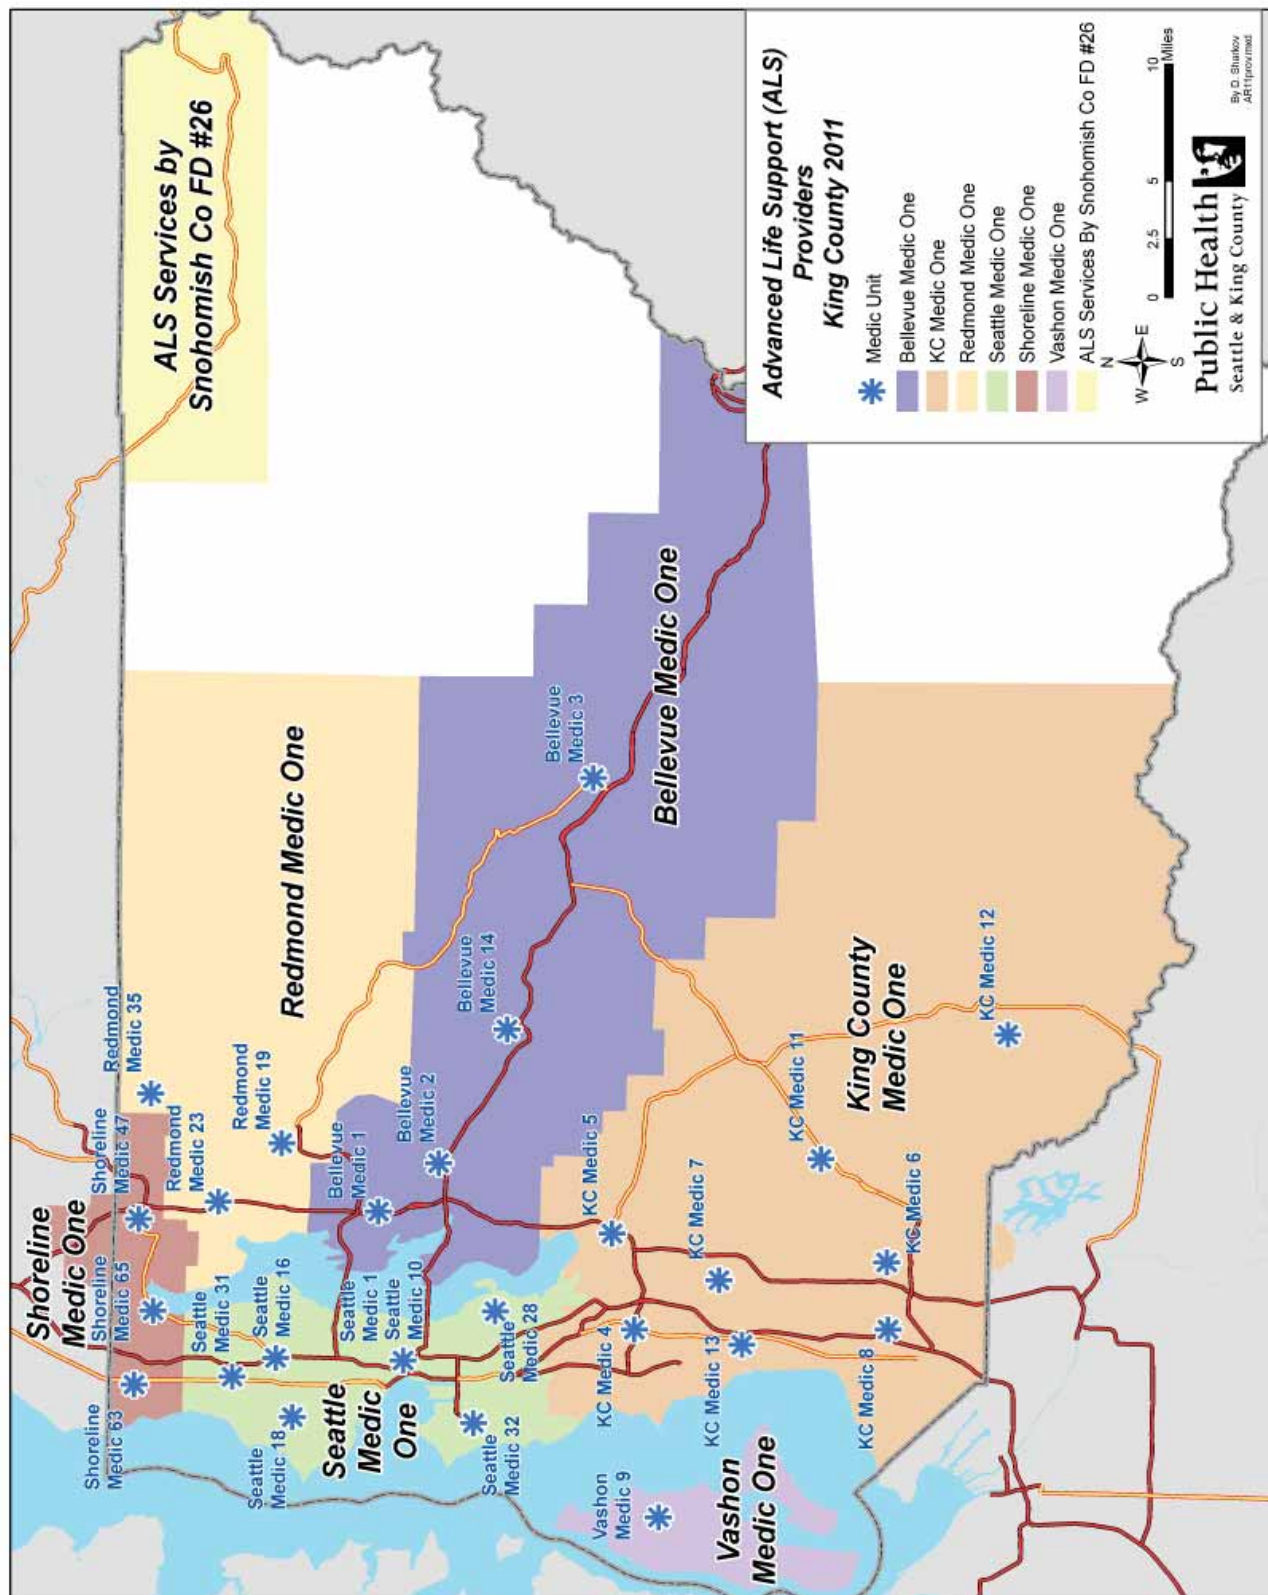 ALS Services by
Snohomish Co FD #26
Shoreline
Medic One
Shoreline
Medic 63
Shoreline
Medic 65
Shoreline
Medic 47
Redmond
Medic 35
Redmond
Medic 23
Redmond
Medic 19
Redmond Medic One
Seattle
Medic 31
Seattle
Medic 16
Seattle
Medic 18
Seattle
Medic 1
Seattle
Medic 10
Seattle
Medic One
Seattle
Medic 32
Seattle
Medic 28
Bellevue
Medic 1
Bellevue
Medic 2
Bellevue
Medic 14
Bellevue
Medic 3
Bellevue Medic One
KC Medic 5
KC Medic 4
KC Medic 7
KC Medic 13
KC Medic 11
KC Medic 8
KC Medic 6
KC Medic 12
King County
Medic One
Vashon
Medic 9
Vashon
Medic One
Advanced Life Support (ALS)
Providers
King County 2011
Medic Unit
Bellevue Medic One
KC Medic One
Redmond Medic One
Seattle Medic One
Shoreline Medic One
Vashon Medic One
ALS Services By Snohomish Co FD #26
N
W E
S
0 2.5 5 10
Miles
Public Health
Seattle & King County
By D. Sharkov
AR11prov.mxd